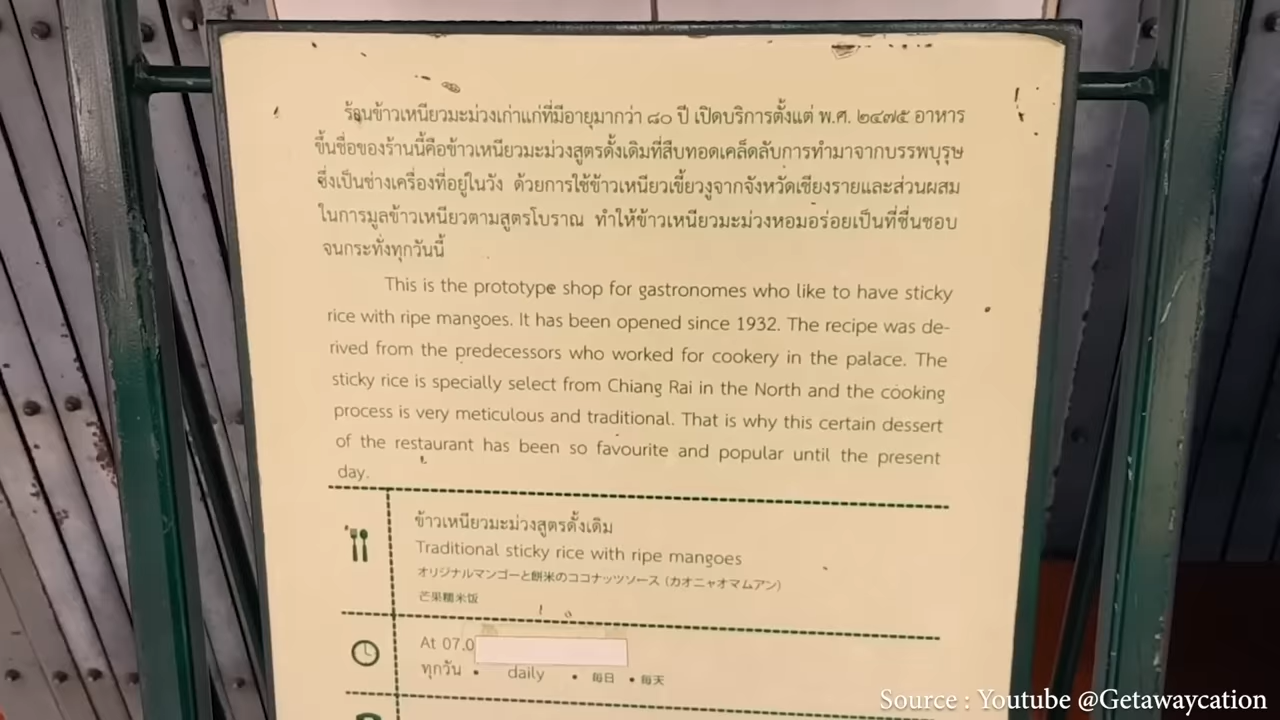 ร้านข้าวเหนียวมะม่วงเก่าแก่ที่มีอายุมากว่า ๘๐ ปี เปิดบริการตั้งแต่ พ.ศ. ๒๔๗๕ อาหาร
ขึ้นชื่อของร้านนี้คือข้าวเหนียวมะม่วงสูตรดั้งเดิมที่สืบทอดเคล็ดลับการทำมาจากบรรพบุรุษ
ซึ่งเป็นช่างเครื่องที่อยู่ในวัง ด้วยการใช้ข้าวเหนียวเขี้ยวงูจากจังหวัดเชียงรายและส่วนผสม
ในการมูลข้าวเหนียวตามสูตรโบราณ ทำให้ข้าวเหนียวมะม่วงหอมอร่อยเป็นที่ชื่นชอบ
จนกระทั่งทุกวันนี้
This is the prototype shop for gastronomes who like to have sticky
rice with ripe mangoes. It has been opened since 1932. The recipe was de-
rived from the predecessors who worked for cookery in the palace. The
sticky rice is specially select from Chiang Rai in the North and the cooking
process is very meticulous and traditional. That is why this certain dessert
of the restaurant has been so favourite and popular until the present
day.
ข้าวเหนียวมะม่วงสูตรดั้งเดิม
Traditional sticky rice with ripe mangoes
オリジナルマンゴーと餅米のココナッツソース (カオニャオマムアン)
芒果糯米饭
At 07.0
ทุกวัน • daily • 毎日 • 每天
Source : Youtube @Getawaycation